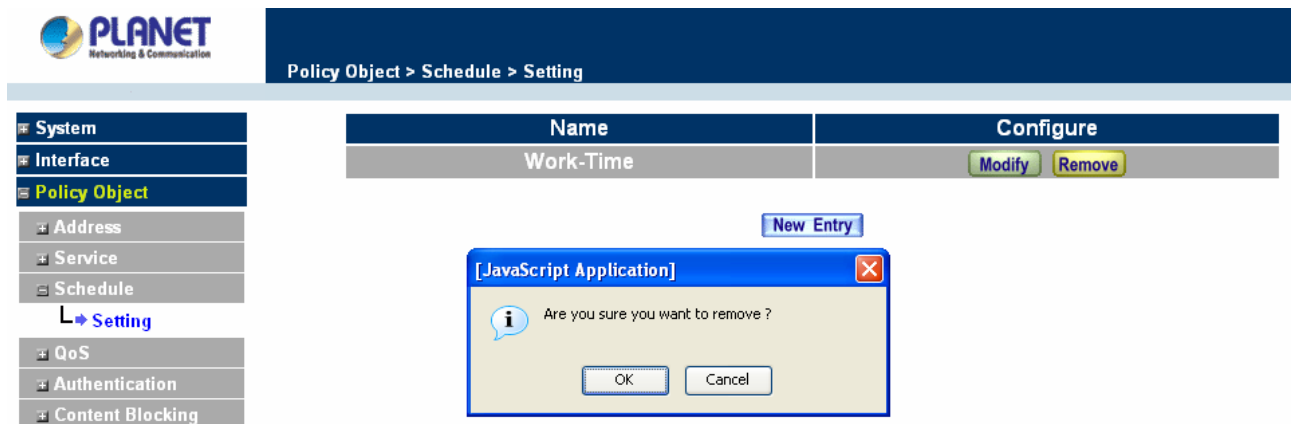 PLANET
Networking & Communication
Policy Object > Schedule > Setting
System
Interface
Policy Object
Address
Service
Schedule
Setting
QoS
Authentication
Content Blocking
Name Configure
Work-Time Modify Remove
New Entry
[JavaScript Application]
Are you sure you want to remove ?
OK Cancel